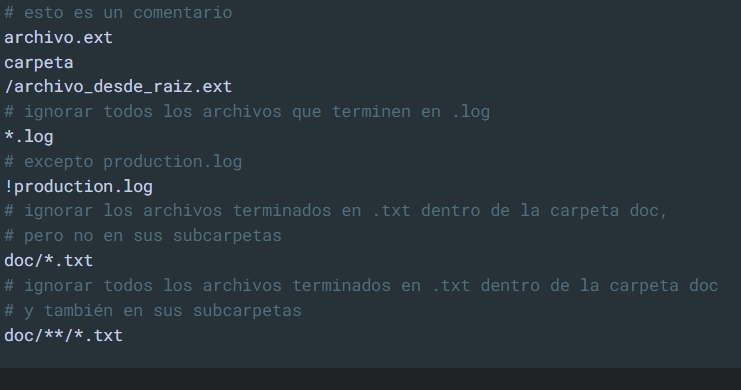 # esto es un comentario
archivo.ext
carpeta
/archivo_desde_raiz.ext
# ignorar todos los archivos que terminen en .log
*.log
# excepto production.log
!production.log
# ignorar los archivos terminados en .txt dentro de la carpeta doc,
# pero no en sus subcarpetas
doc/*.txt
# ignorar todos los archivos terminados en .txt dentro de la carpeta doc
# y también en sus subcarpetas
doc/**/*.txt